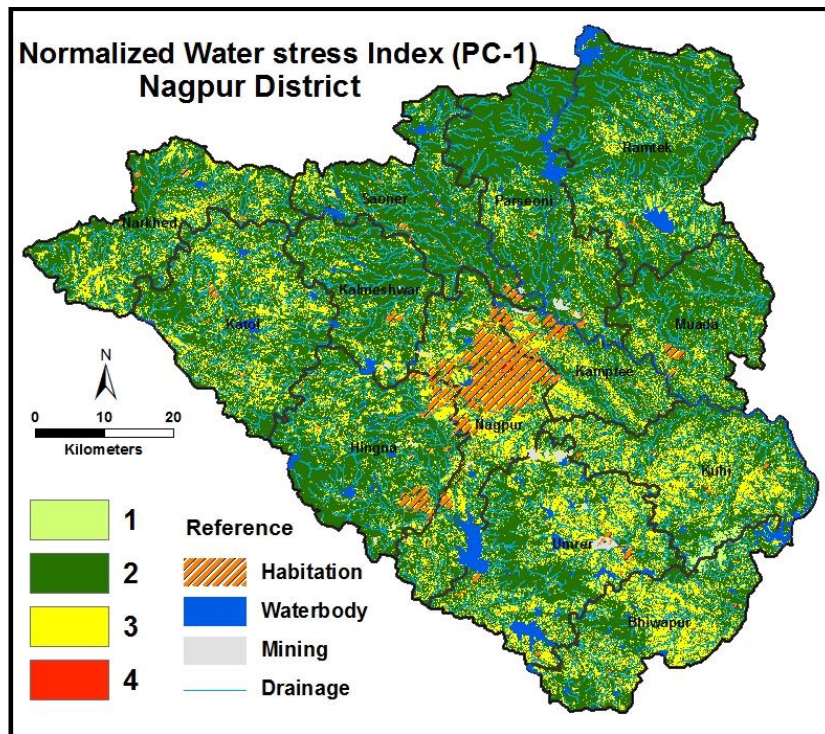 Normalized Water stress Index (PC-1)
Nagpur District
Ramtek
Saoner
Parseoni
Narkhed
Kalmeshwar
Katol
Mauda
Kamptee
N
0 10 20
Kilometers
Nagpur
Hingna
Kuhi
Umrer
Bhiwapur
1
2
3
4
Reference
Habitation
Waterbody
Mining
Drainage